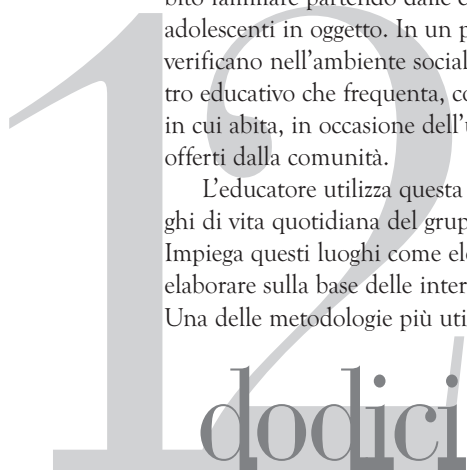 bito familiare partendo dalle
adolescenti in oggetto. In un
verificano nell'ambiente social
tro educativo che frequenta, co
in cui abita, in occasione dell'
offerti dalla comunità.
L'educatore utilizza questa
ghi di vita quotidiana del grup
Impiega questi luoghi come ele
elaborare sulla base delle inter
Una delle metodologie più uti
12
dodici